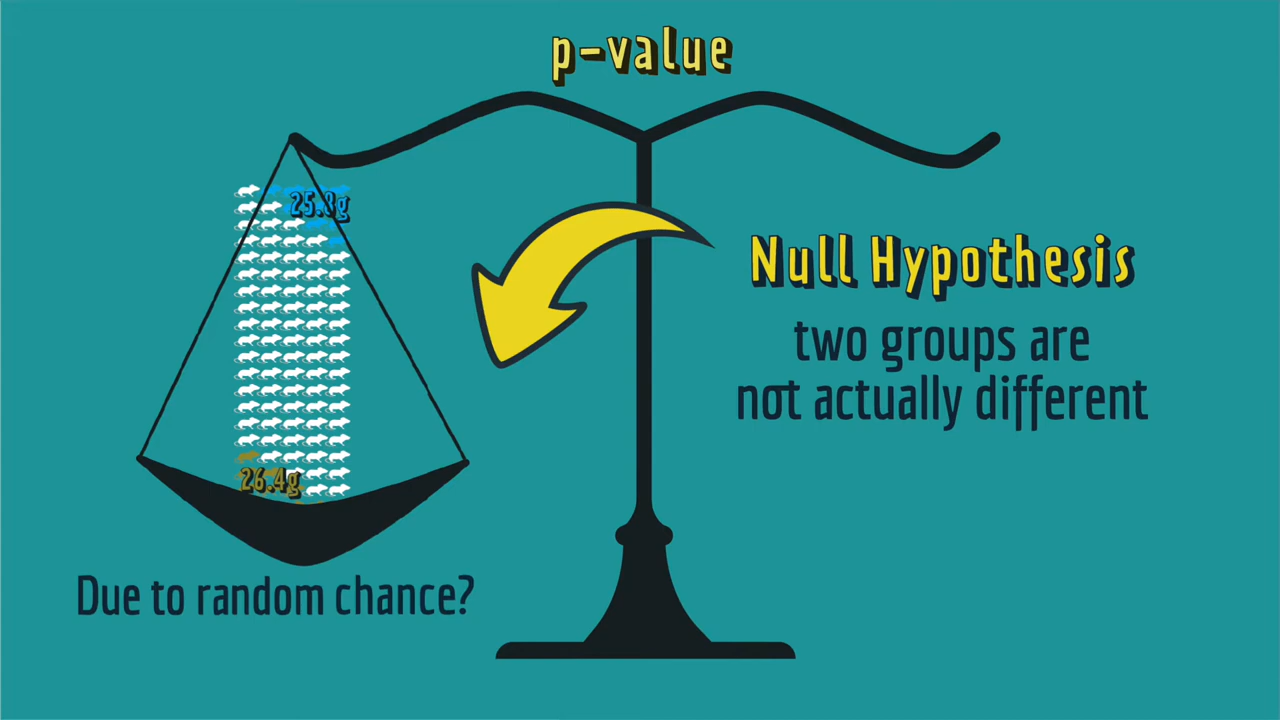 p-value
25.8g
Null Hypothesis
two groups are
not actually different
26.4g
Due to random chance?